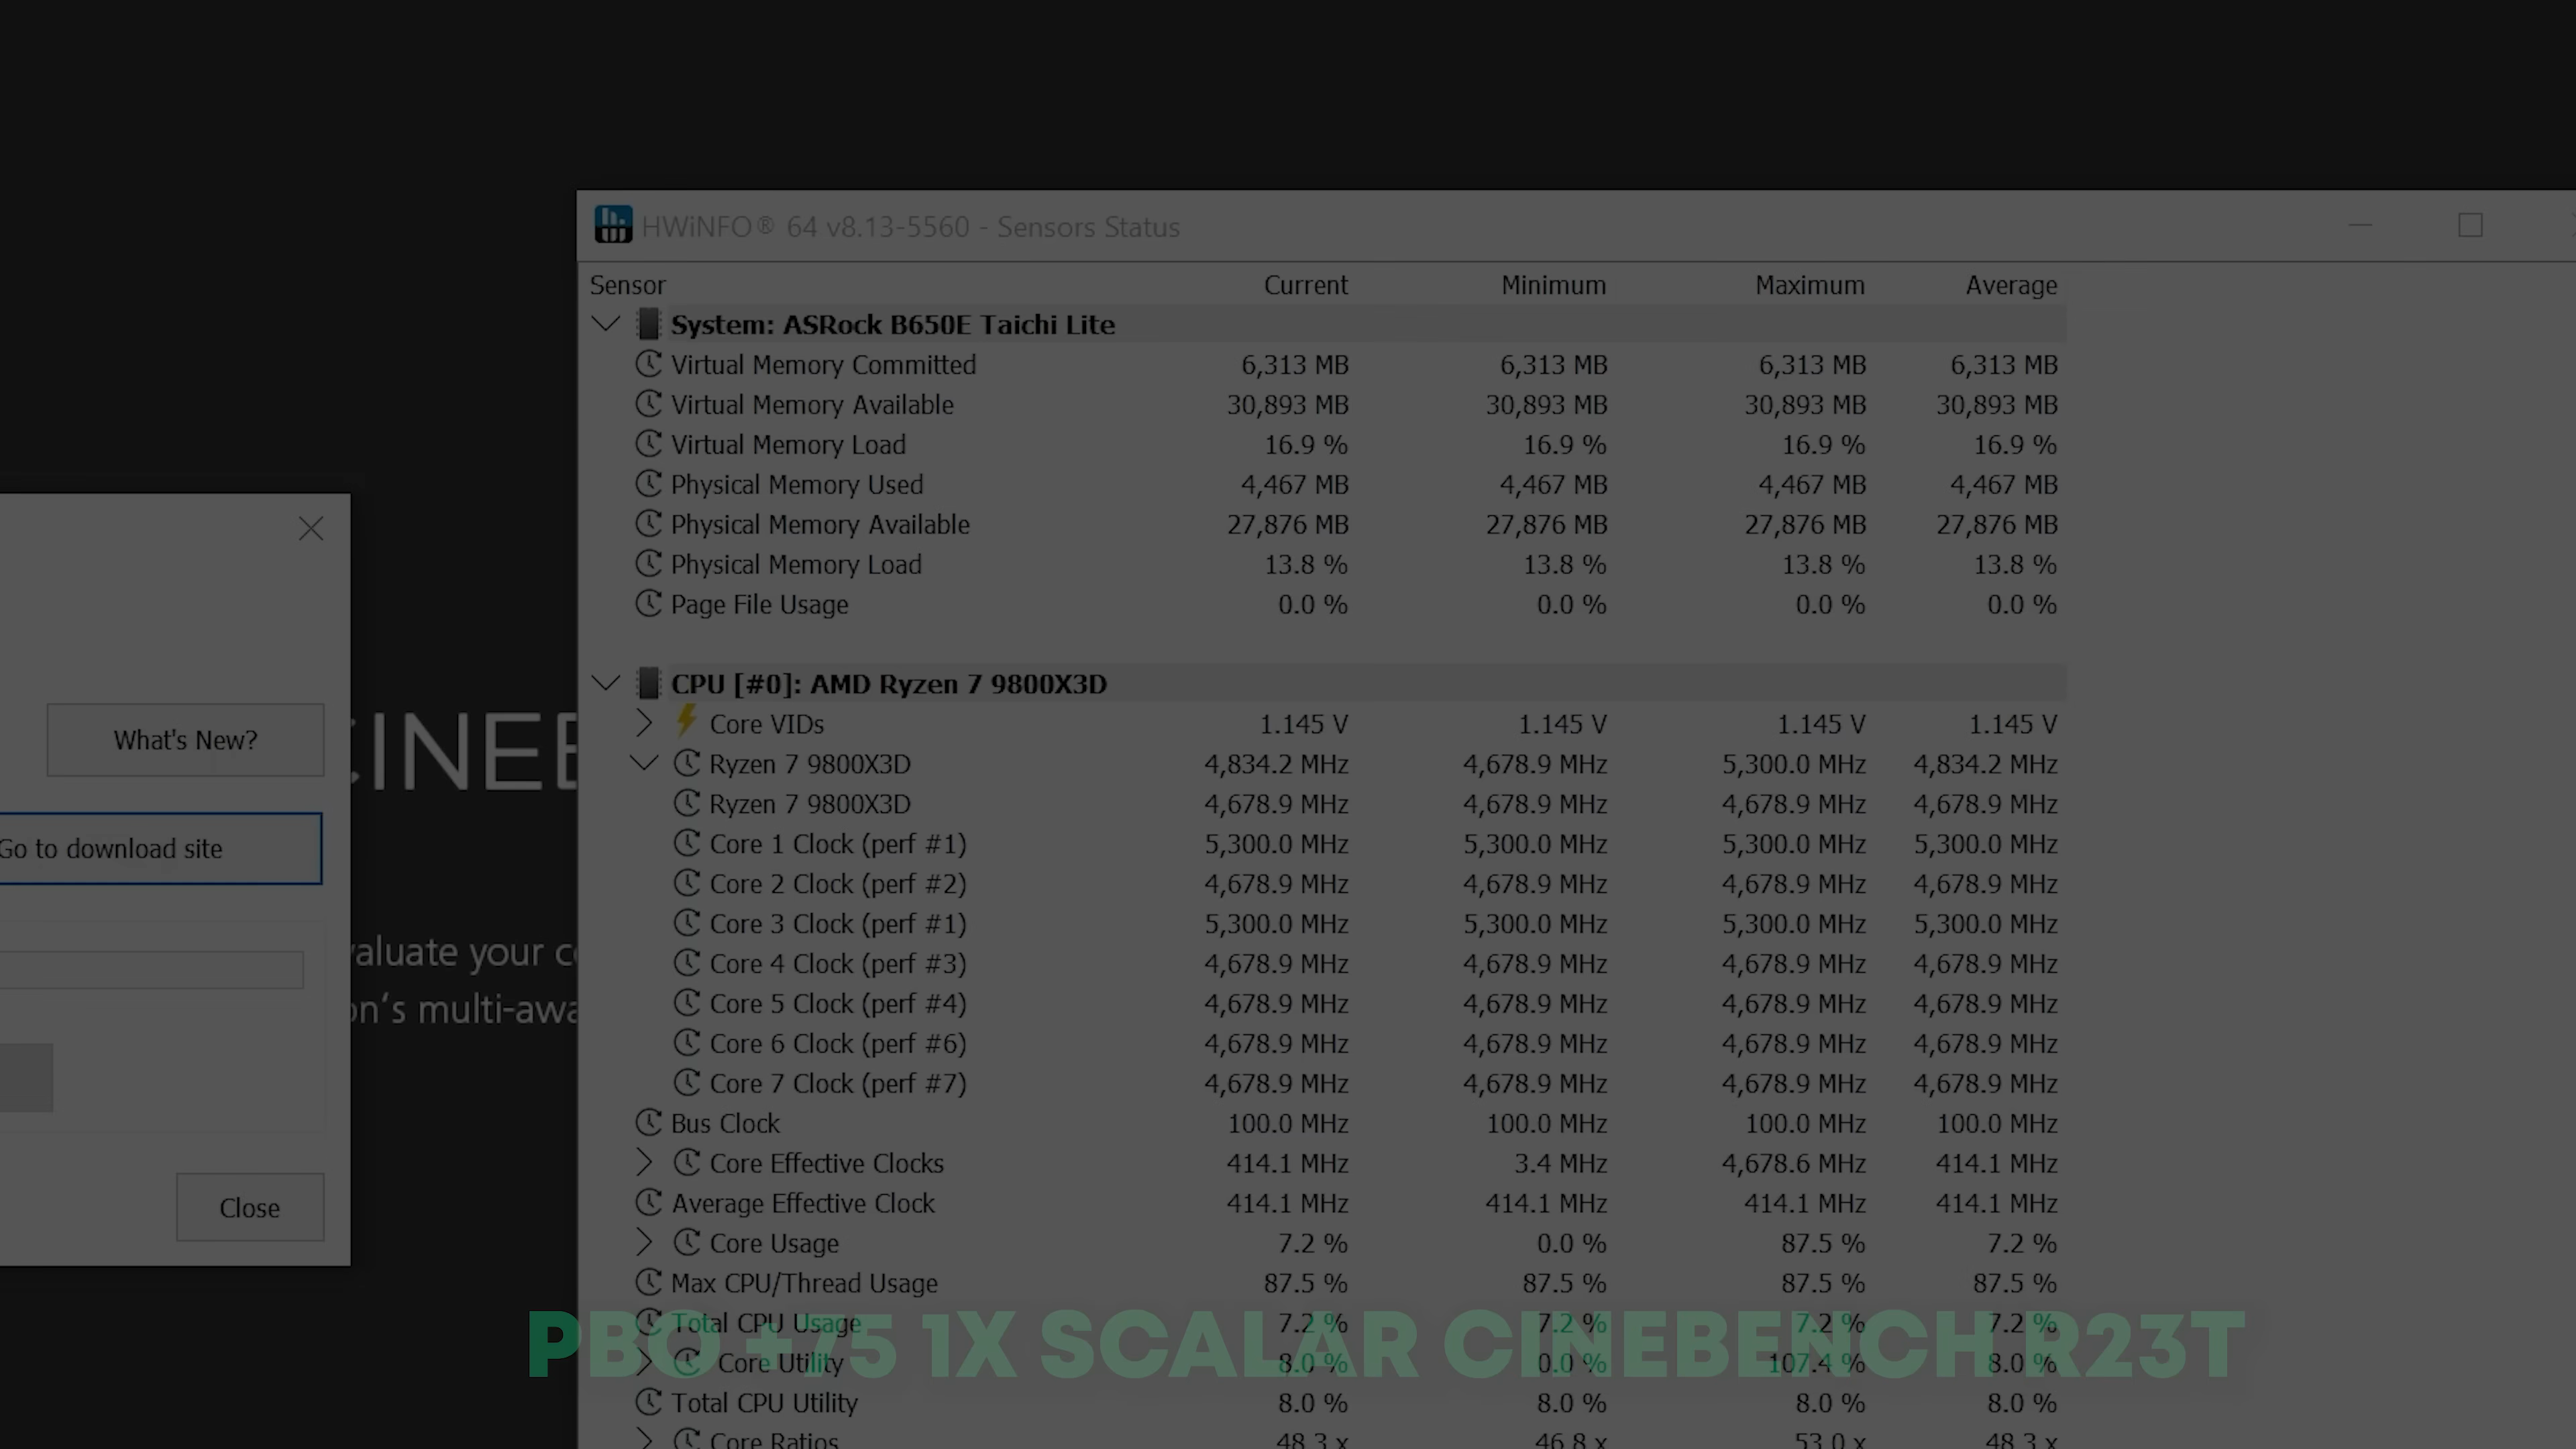 HWiNFO® 64 v8.13-5560 - Sensors Status
Sensor Current Minimum Maximum Average
System: ASRock B650E Taichi Lite
Virtual Memory Committed 6,313 MB 6,313 MB 6,313 MB 6,313 MB
Virtual Memory Available 30,893 MB 30,893 MB 30,893 MB 30,893 MB
Virtual Memory Load 16.9 % 16.9 % 16.9 % 16.9 %
Physical Memory Used 4,467 MB 4,467 MB 4,467 MB 4,467 MB
Physical Memory Available 27,876 MB 27,876 MB 27,876 MB 27,876 MB
Physical Memory Load 13.8 % 13.8 % 13.8 % 13.8 %
Page File Usage 0.0 % 0.0 % 0.0 % 0.0 %
CPU [#0]: AMD Ryzen 7 9800X3D
Core VIDs 1.145 V 1.145 V 1.145 V 1.145 V
Ryzen 7 9800X3D 4,834.2 MHz 4,678.9 MHz 5,300.0 MHz 4,834.2 MHz
Ryzen 7 9800X3D 4,678.9 MHz 4,678.9 MHz 4,678.9 MHz 4,678.9 MHz
Core 1 Clock (perf #1) 5,300.0 MHz 5,300.0 MHz 5,300.0 MHz 5,300.0 MHz
Core 2 Clock (perf #2) 4,678.9 MHz 4,678.9 MHz 4,678.9 MHz 4,678.9 MHz
Core 3 Clock (perf #1) 5,300.0 MHz 5,300.0 MHz 5,300.0 MHz 5,300.0 MHz
Core 4 Clock (perf #3) 4,678.9 MHz 4,678.9 MHz 4,678.9 MHz 4,678.9 MHz
Core 5 Clock (perf #4) 4,678.9 MHz 4,678.9 MHz 4,678.9 MHz 4,678.9 MHz
Core 6 Clock (perf #6) 4,678.9 MHz 4,678.9 MHz 4,678.9 MHz 4,678.9 MHz
Core 7 Clock (perf #7) 4,678.9 MHz 4,678.9 MHz 4,678.9 MHz 4,678.9 MHz
Bus Clock 100.0 MHz 100.0 MHz 100.0 MHz 100.0 MHz
Core Effective Clocks 414.1 MHz 3.4 MHz 4,678.6 MHz 414.1 MHz
Average Effective Clock 414.1 MHz 414.1 MHz 414.1 MHz 414.1 MHz
Core Usage 7.2 % 0.0 % 87.5 % 7.2 %
Max CPU/Thread Usage 87.5 % 87.5 % 87.5 % 87.5 %
Total CPU Usage 7.2 % 7.2 % 7.2 % 7.2 %
Core Utility 8.0 % 0.0 % 107.4 % 8.0 %
Total CPU Utility 8.0 % 8.0 % 8.0 % 8.0 %
Core Ratios 48.3 x 46.8 x 53.0 x 48.3 x
What's New?
Go to download site
Close
CINEB
valuate your c
on's multi-awa
PBO +75 1X SCALAR CINEBENCH R23T